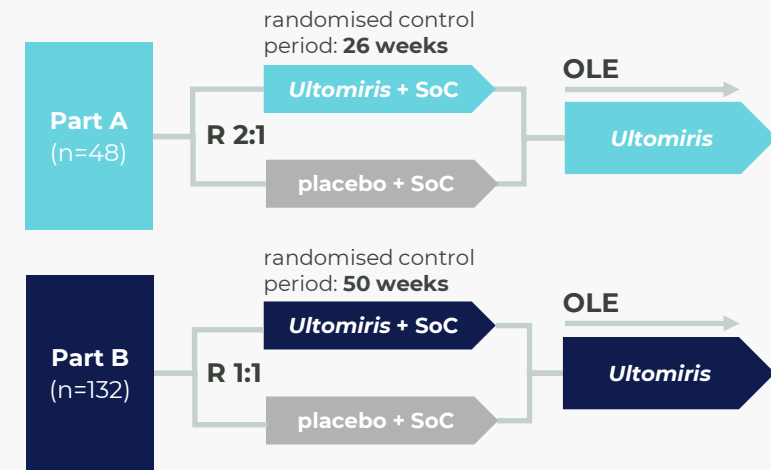 randomised control
period: 26 weeks
Part A
(n=48)
R 2:1
Ultomiris + SoC
placebo + SoC
OLE
Ultomiris
randomised control
period: 50 weeks
Part B
(n=132)
R 1:1
Ultomiris + SoC
placebo + SoC
OLE
Ultomiris